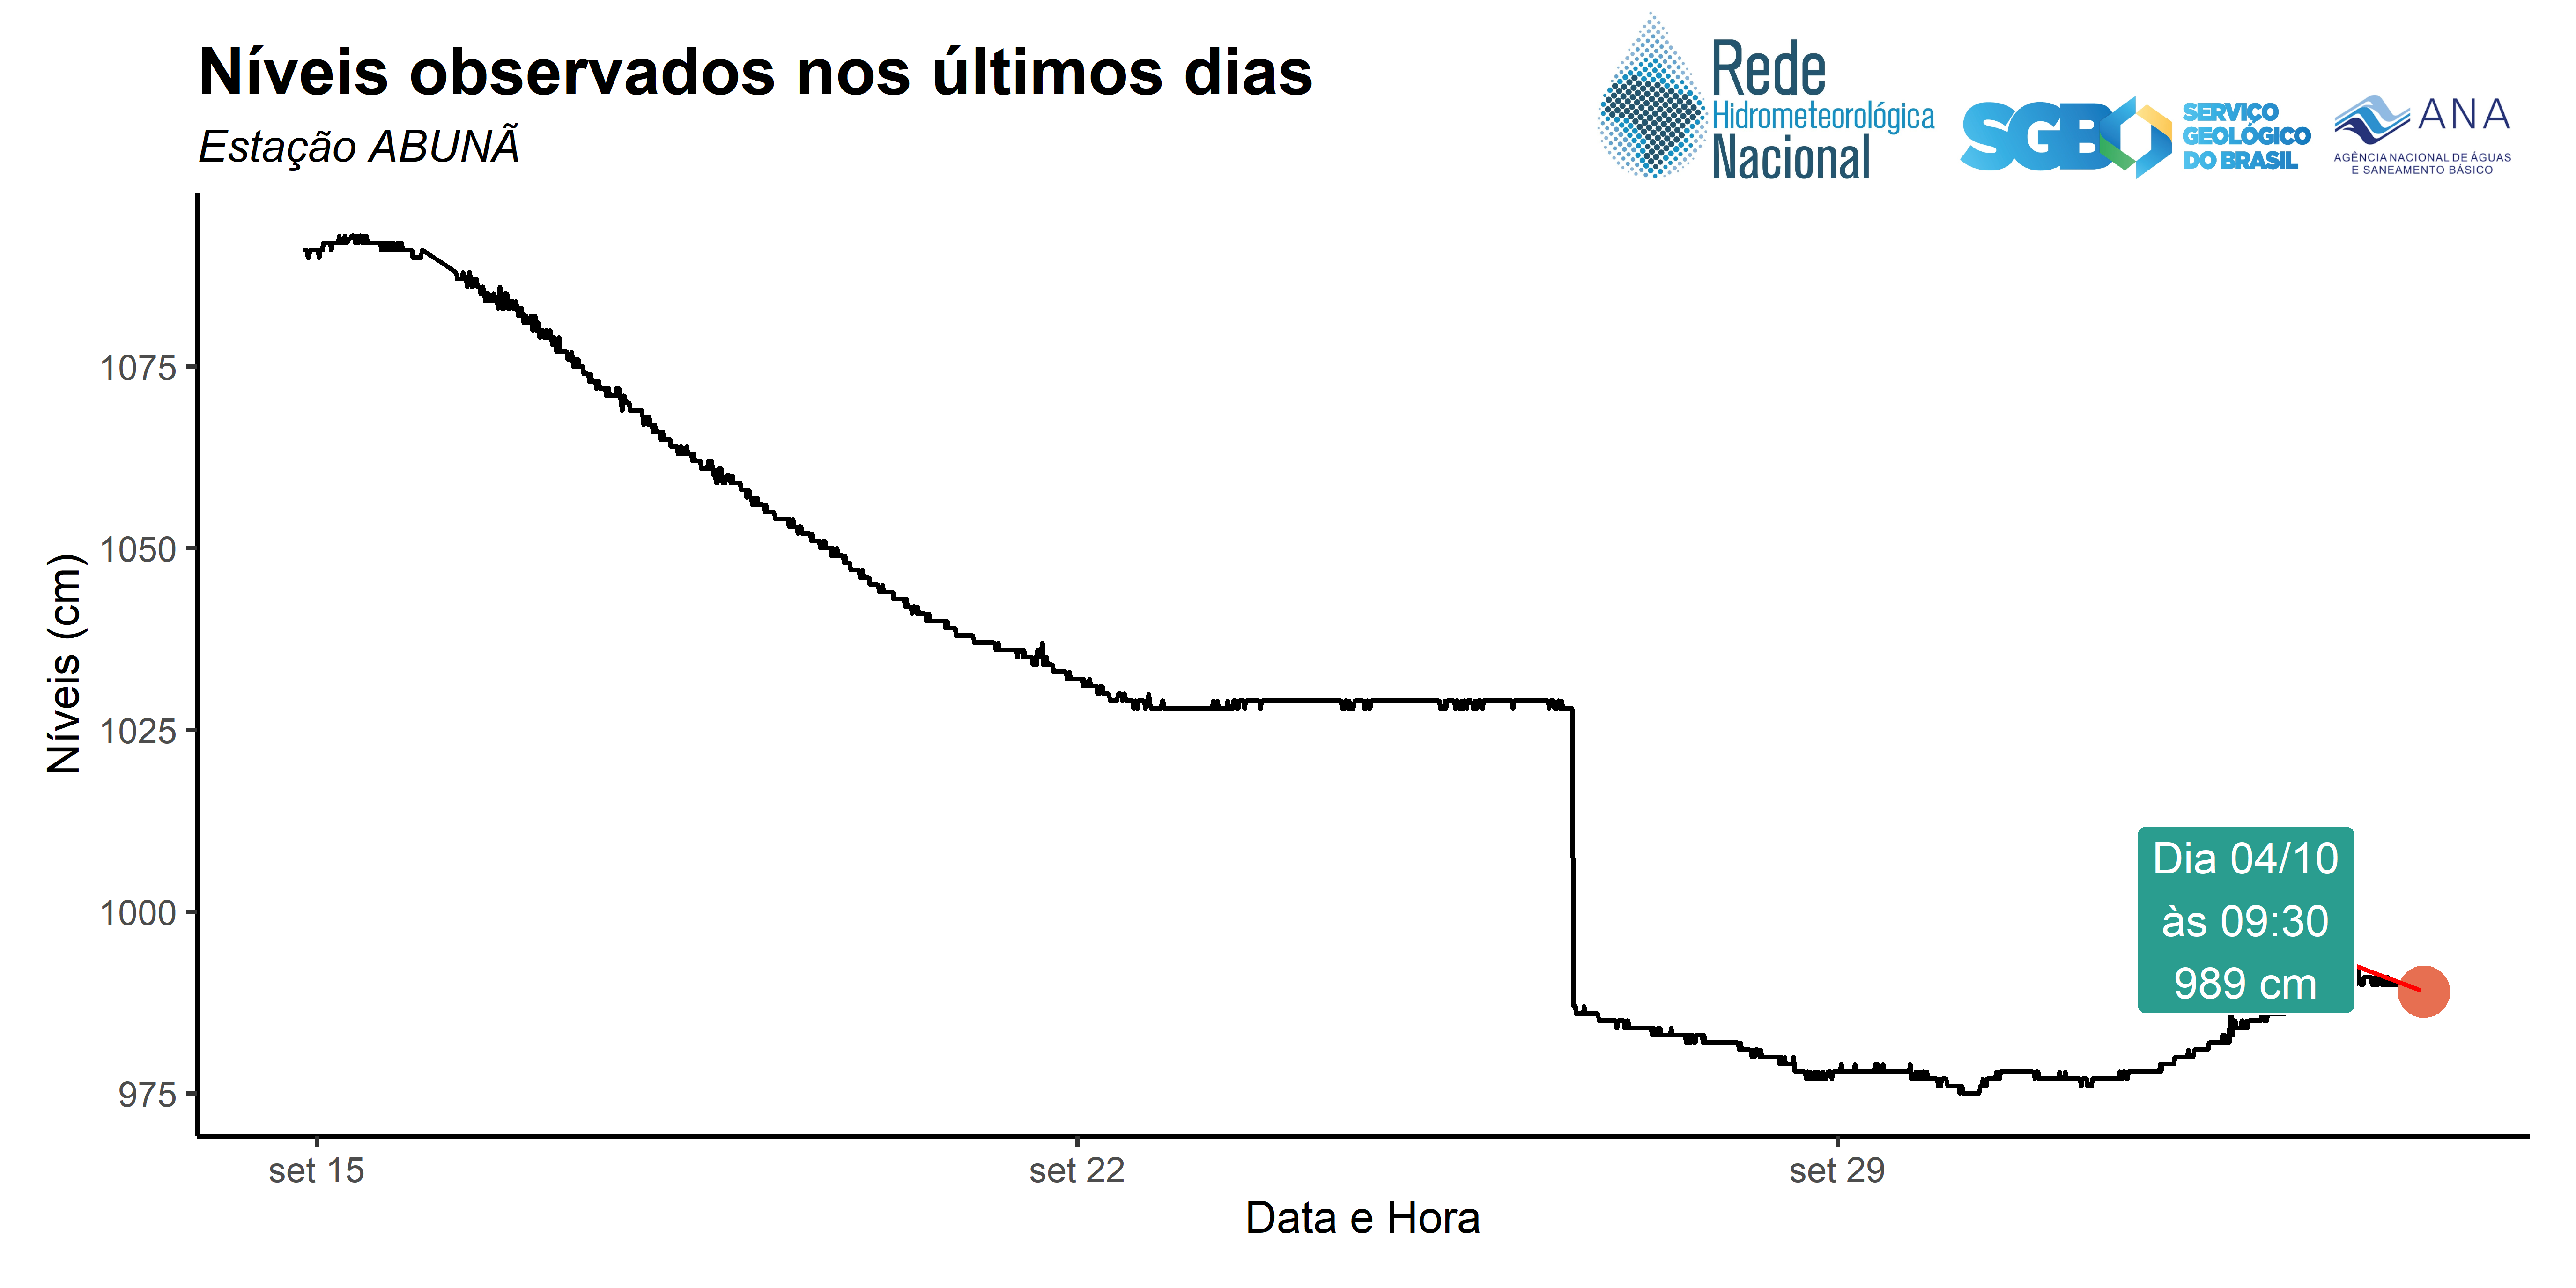 Níveis observados nos últimos dias
Estação ABUNÃ
Rede
Hidrometeorológica
Nacional
SGB
SERVIÇO
GEOLÓGICO
DO BRASIL
ANA
AGÊNCIA NACIONAL DE ÁGUAS
E SANEAMENTO BÁSICO
Níveis (cm)
1075
1050
1025
1000
975
Dia 04/10
às 09:30
989 cm
set 15
set 22
set 29
Data e Hora